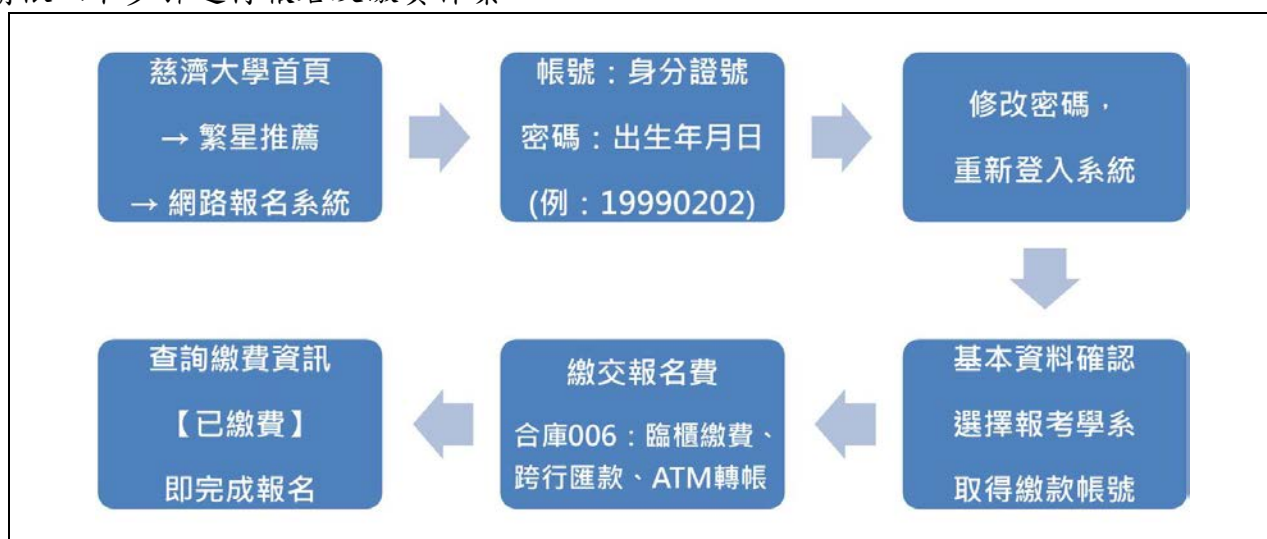 慈濟大學首頁
→ 繁星推薦
→ 網路報名系統
帳號：身分證號
密碼：出生年月日
(例：19990202)
修改密碼，
重新登入系統
基本資料確認
選擇報考學系
取得繳款帳號
繳交報名費
合庫006：臨櫃繳費、
跨行匯款、ATM轉帳
查詢繳費資訊
【已繳費】
即完成報名